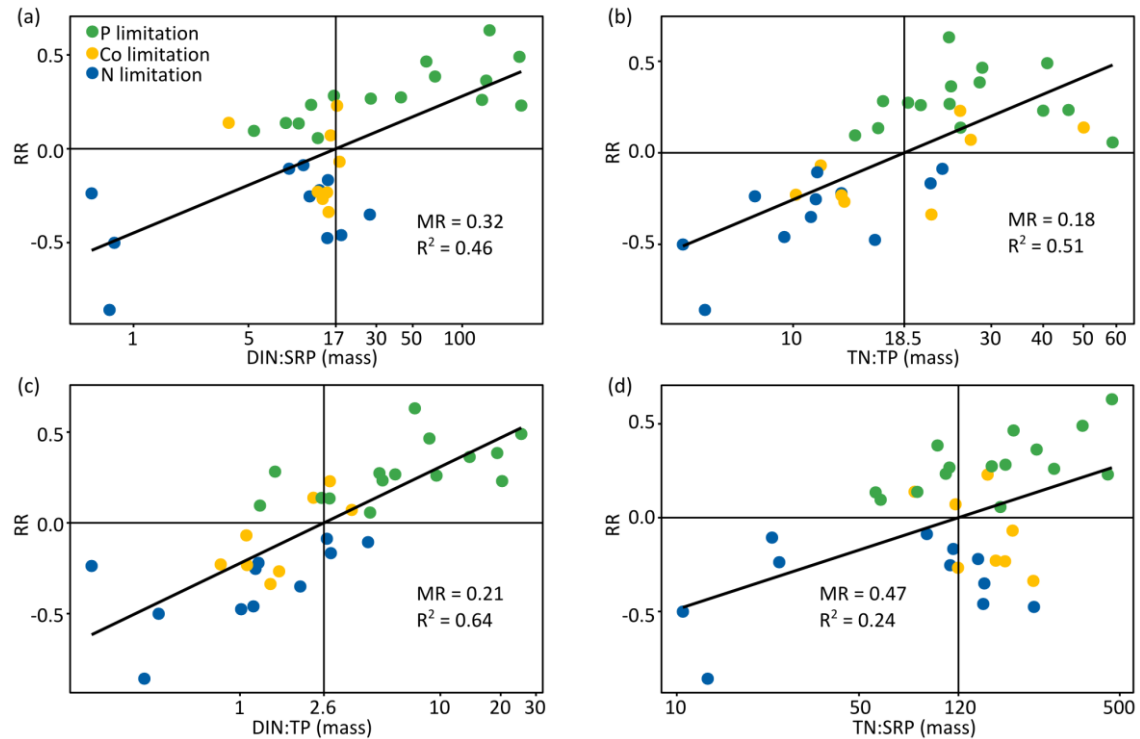 (a)
P limitation
Co limitation
N limitation
0.5
0.0
-0.5
RR
MR = 0.32
R² = 0.46
1 5 17 30 50 100
DIN:SRP (mass)
(b)
0.5
0.0
-0.5
RR
MR = 0.18
R² = 0.51
10 18.5 30 40 50 60
TN:TP (mass)
(c)
0.5
0.0
-0.5
RR
MR = 0.21
R² = 0.64
1 2.6 10 20 30
DIN:TP (mass)
(d)
0.5
0.0
-0.5
RR
MR = 0.47
R² = 0.24
10 50 120 500
TN:SRP (mass)